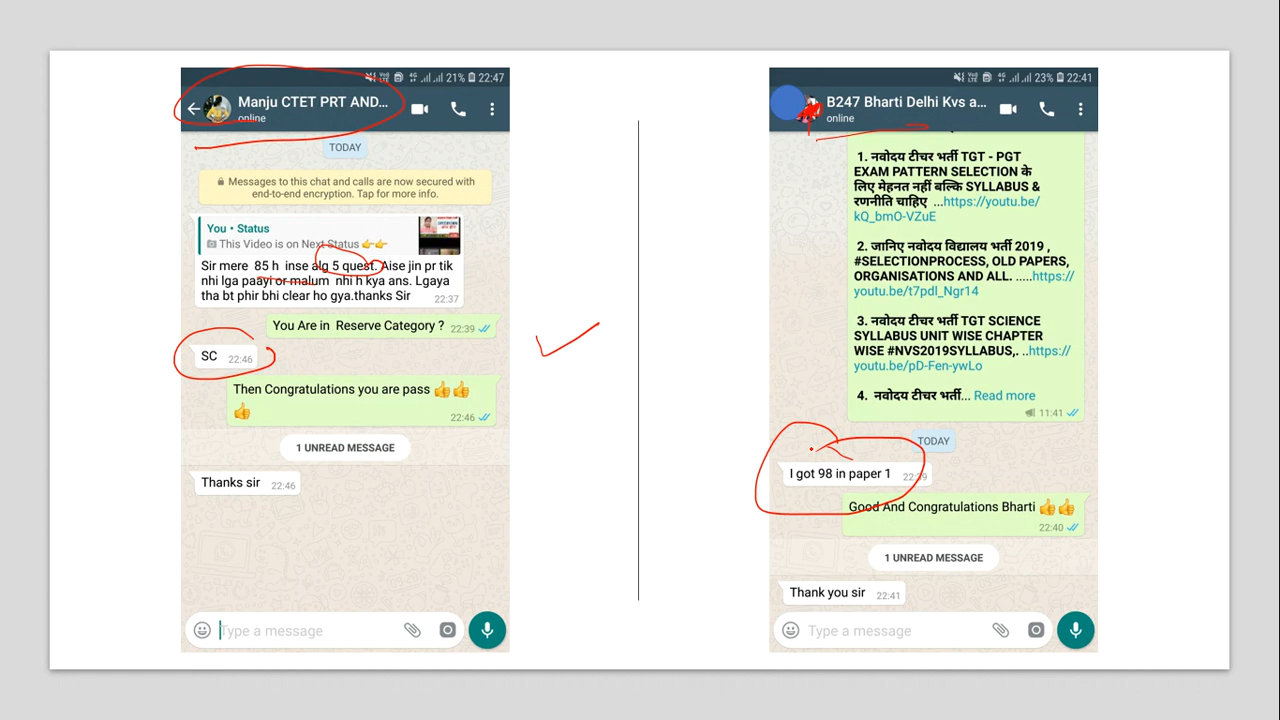 21% 22:47
Manju CTET PRT AND...
online
TODAY
Messages to this chat and calls are now secured with
end-to-end encryption. Tap for more info.
You • Status
This Video is on Next Status
Sir mere 85 h inse alg 5 quest. Aise jin pr tik
nhi lga paayi or malum nhi h kya ans. Lgaya
tha bt phir bhi clear ho gya.thanks Sir 22:37
You Are in Reserve Category ? 22:39
SC 22:46
Then Congratulations you are pass 👍👍
👍 22:46
1 UNREAD MESSAGE
Thanks sir 22:46
Type a message
23% 22:41
B247 Bharti Delhi Kvs a...
online
1. नवोदय टीचर भर्ती TGT - PGT
EXAM PATTERN SELECTION के
लिए मेहनत नहीं बल्कि SYLLABUS &
रणनीति चाहिए ...https://youtu.be/
kQ_bmO-VZuE
2. जानिए नवोदय विद्यालय भर्ती 2019 ,
#SELECTIONPROCESS, OLD PAPERS,
ORGANISATIONS AND ALL. .....https://
youtu.be/t7pdl_Ngr14
3. नवोदय टीचर भर्ती TGT SCIENCE
SYLLABUS UNIT WISE CHAPTER
WISE #NVS2019SYLLABUS,. ..https://
youtu.be/pD-Fen-ywLo
4. नवोदय टीचर भर्ती... Read more
11:41
TODAY
I got 98 in paper 1 22:39
Good And Congratulations Bharti 👍👍
22:40
1 UNREAD MESSAGE
Thank you sir 22:41
Type a message